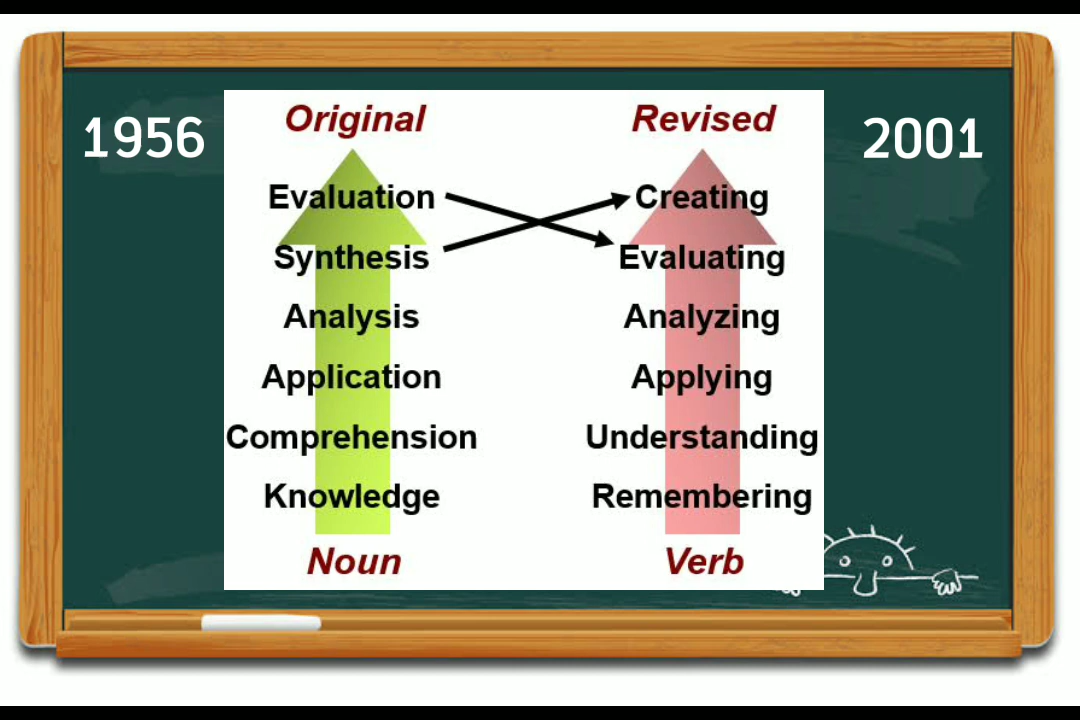 1956
Original
Revised
2001
Evaluation
Creating
Synthesis
Evaluating
Analysis
Analyzing
Application
Applying
Comprehension
Understanding
Knowledge
Remembering
Noun
Verb